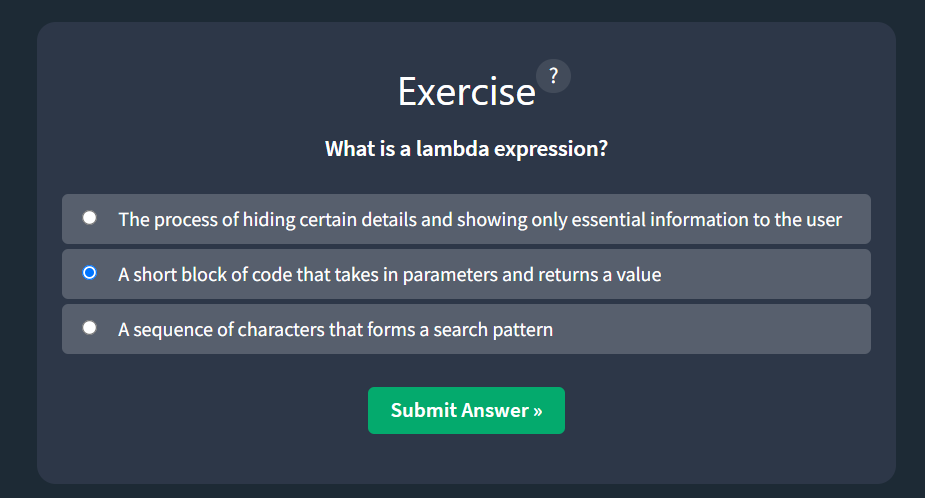 Exercise ?
What is a lambda expression?
The process of hiding certain details and showing only essential information to the user
A short block of code that takes in parameters and returns a value
A sequence of characters that forms a search pattern
Submit Answer »